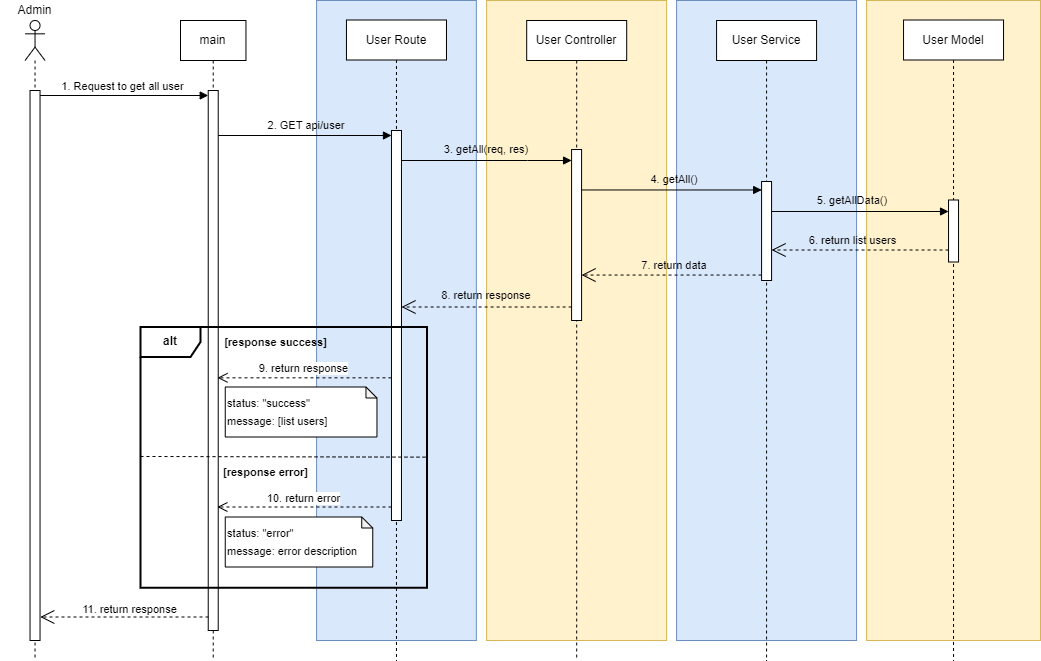 Admin
main
User Route
User Controller
User Service
User Model
1. Request to get all user
2. GET api/user
3. getAll(req, res)
4. getAll()
5. getAllData()
6. return list users
7. return data
8. return response
alt
[response success]
9. return response
status: "success"
message: [list users]
[response error]
10. return error
status: "error"
message: error description
11. return response